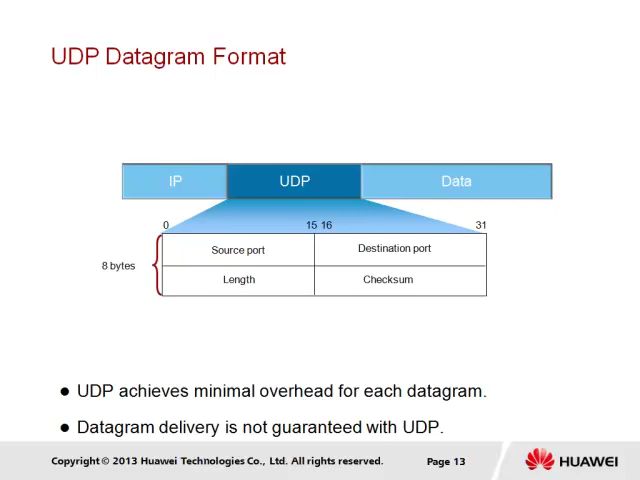 UDP Datagram Format
IP UDP Data
0 15 16 31
Source port Destination port
8 bytes
Length Checksum
● UDP achieves minimal overhead for each datagram.
● Datagram delivery is not guaranteed with UDP.
Copyright © 2013 Huawei Technologies Co., Ltd. All rights reserved. Page 13 HUAWEI